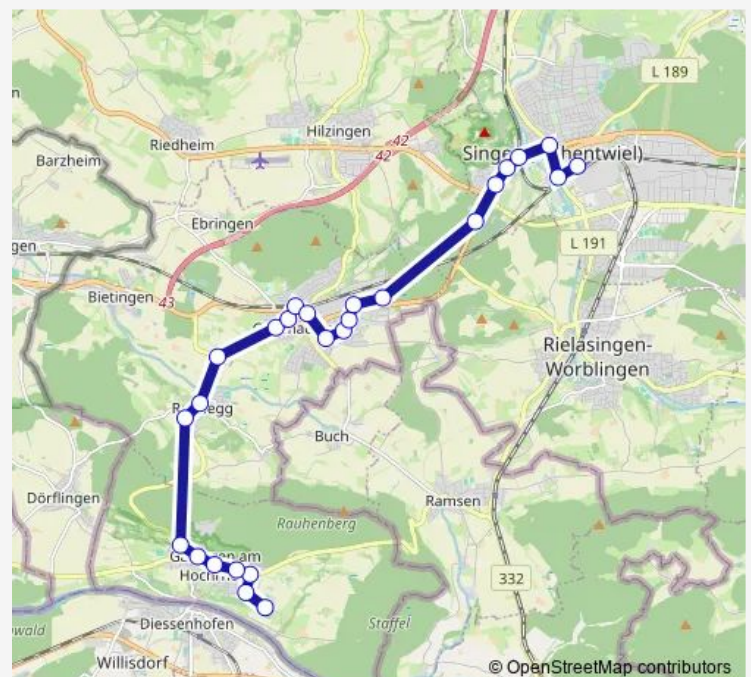 L 189
Riedheim
Hilzingen
Barzheim
42
42
L 191
Ebringen
Bietingen
43
Rielasingen-
Worblingen
Buch
Dörflingen
Ramsen
Rauhenberg
332
Diessenhofen
Staffel
Willisdorf
© OpenStreetMap contributors